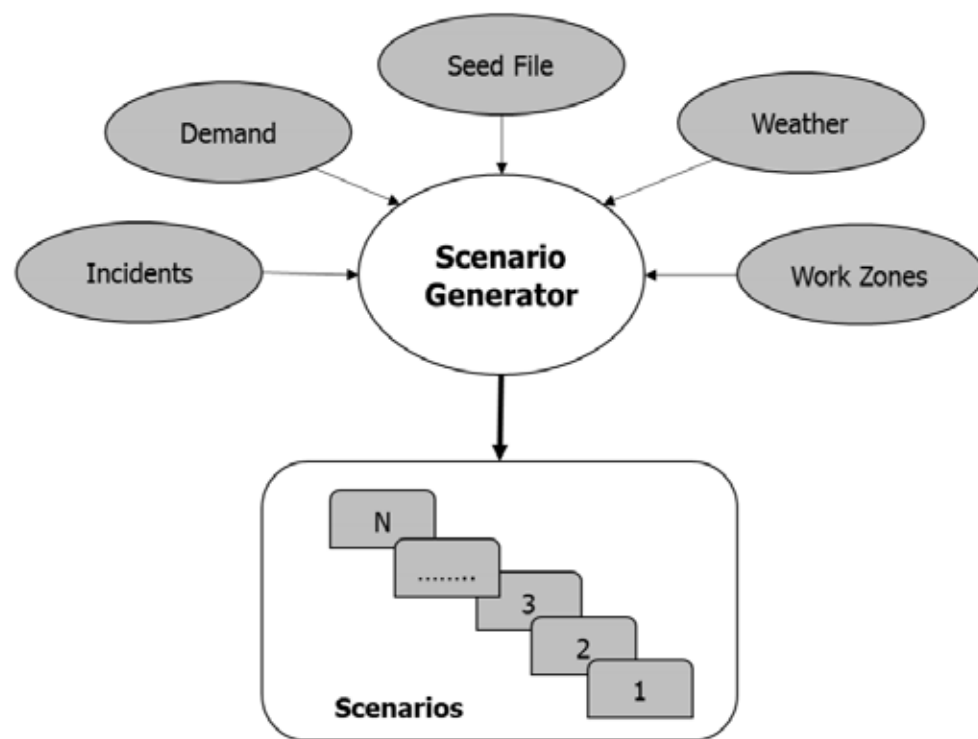 Seed File
Demand
Weather
Incidents
Scenario
Generator
Work Zones
N
........
3
2
1
Scenarios